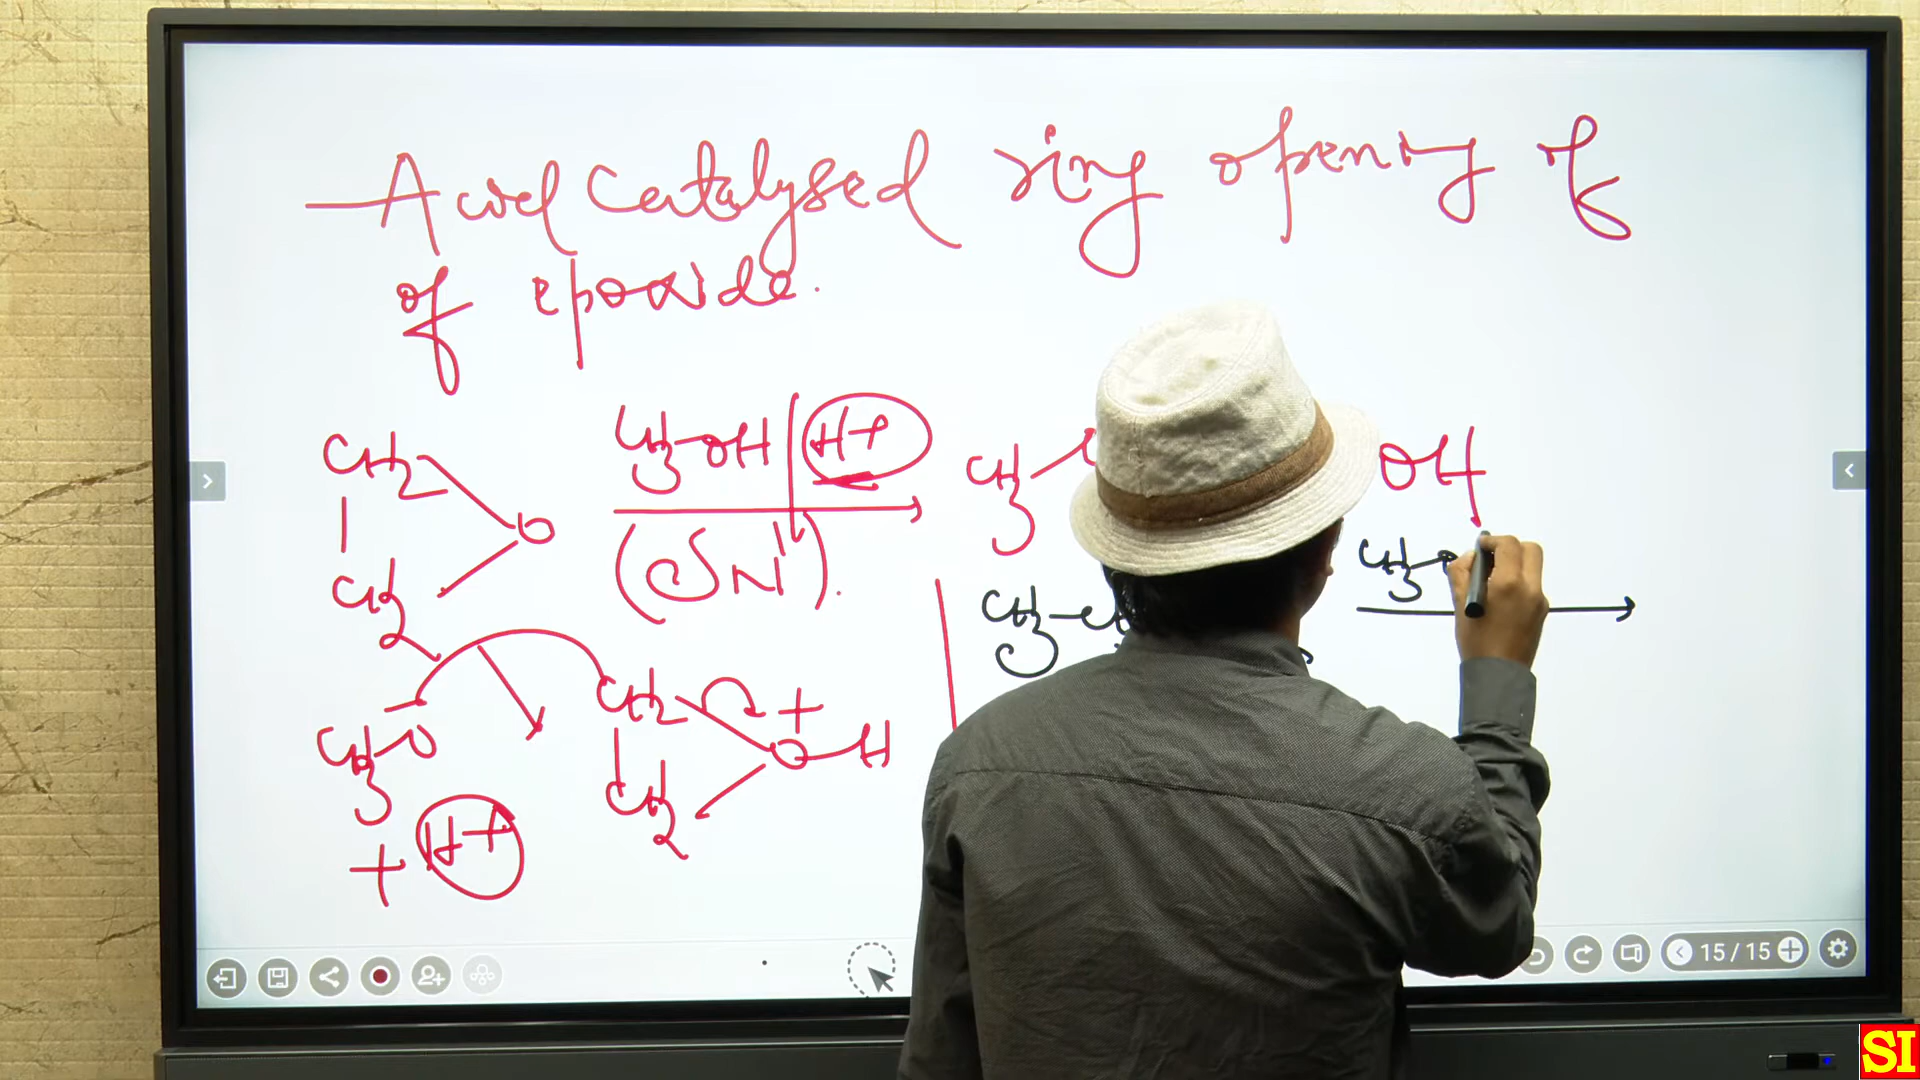 Acid Catalysed ring opening of
of epoxide.
CH2
CH2
O
CH3-OH | H+
(SN1).
CH3
OH
CH3-O
CH2
CH2
O-H
+
+ H+
CH3-C
CH3
15/15
SI